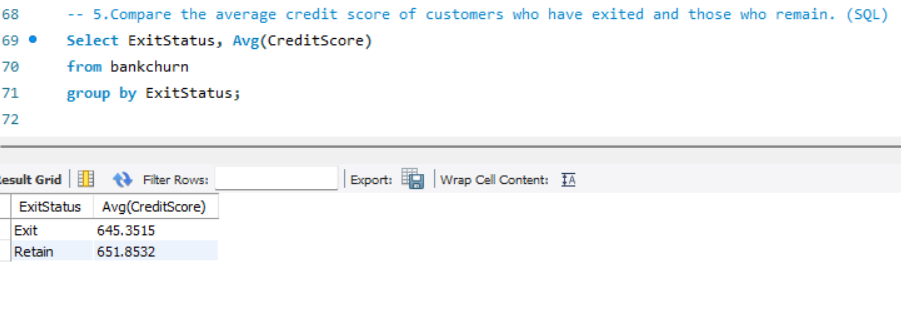 68 -- 5.Compare the average credit score of customers who have exited and those who remain. (SQL)
69 Select ExitStatus, Avg(CreditScore)
70 from bankchurn
71 group by ExitStatus;
72
Result Grid Filter Rows: Export: Wrap Cell Content: IA
ExitStatus Avg(CreditScore)
Exit 645.3515
Retain 651.8532